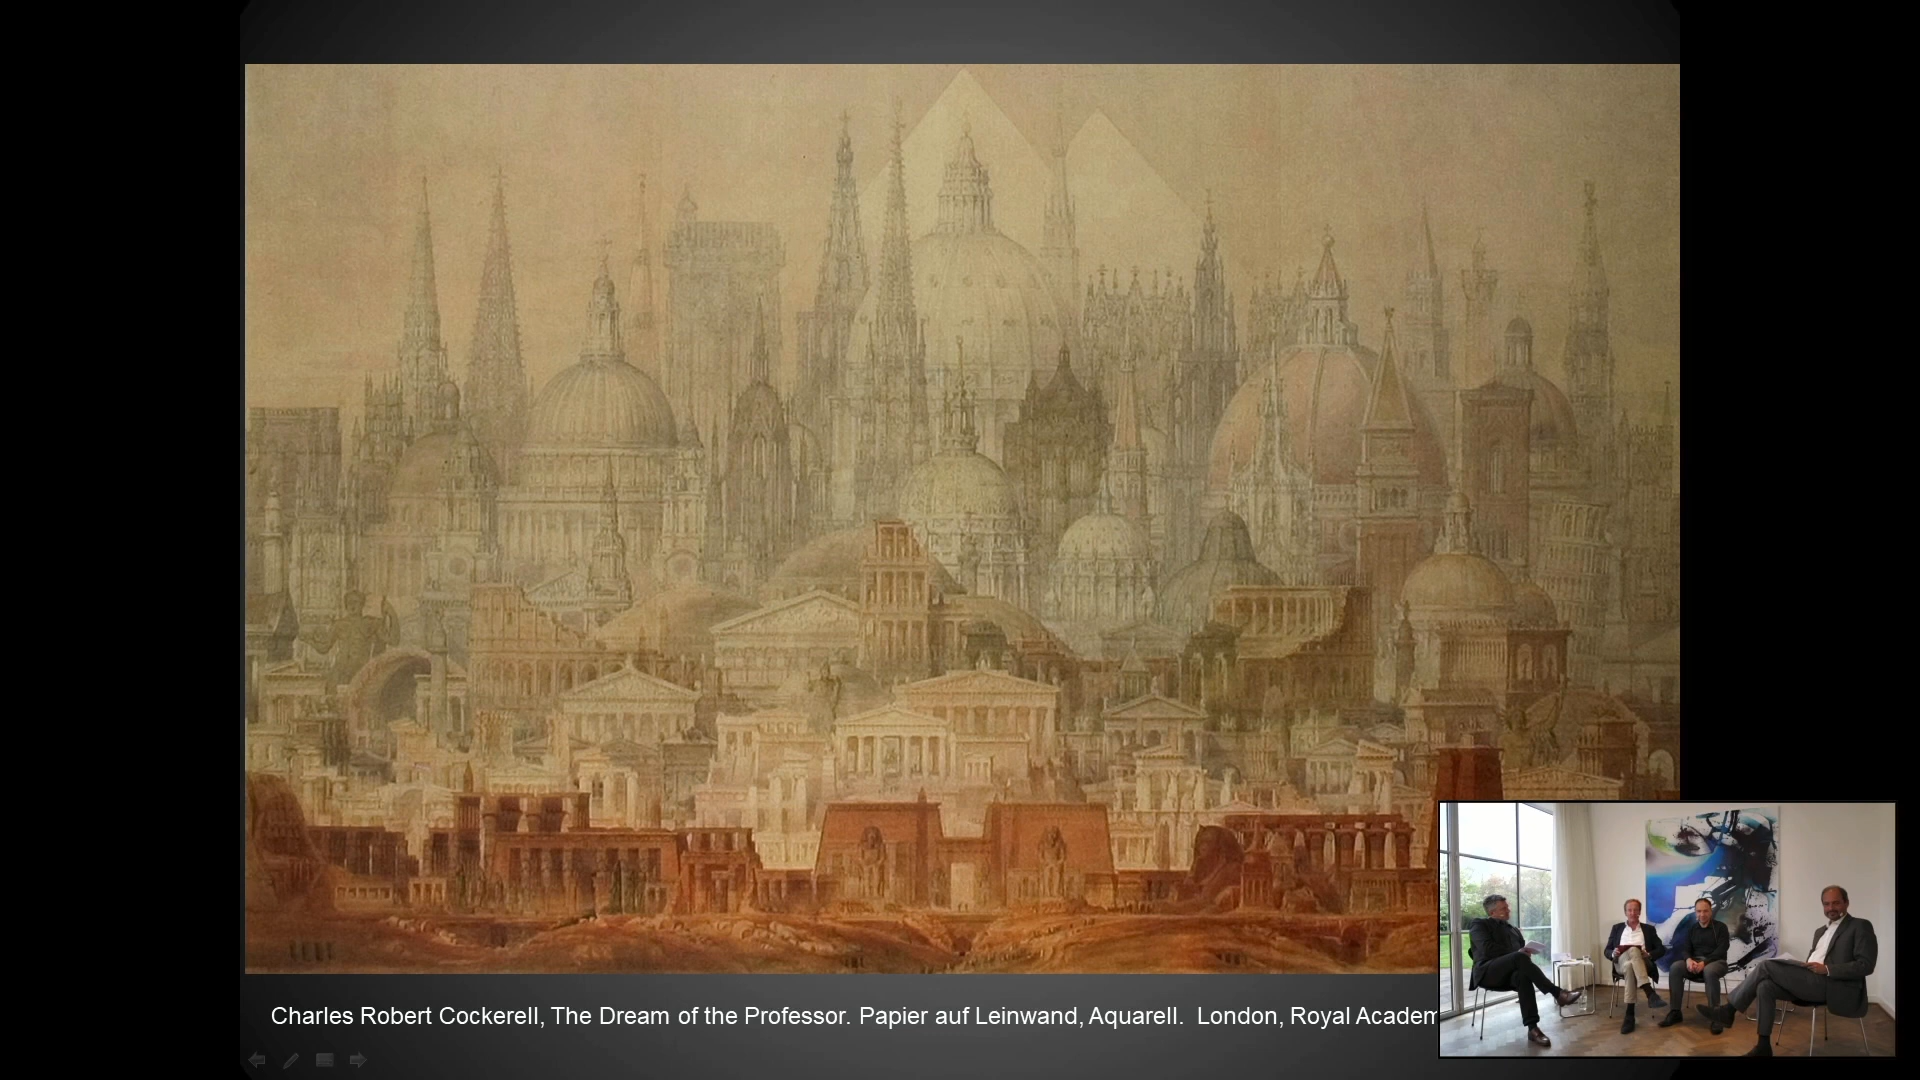 Charles Robert Cockerell, The Dream of the Professor. Papier auf Leinwand, Aquarell. London, Royal Academ